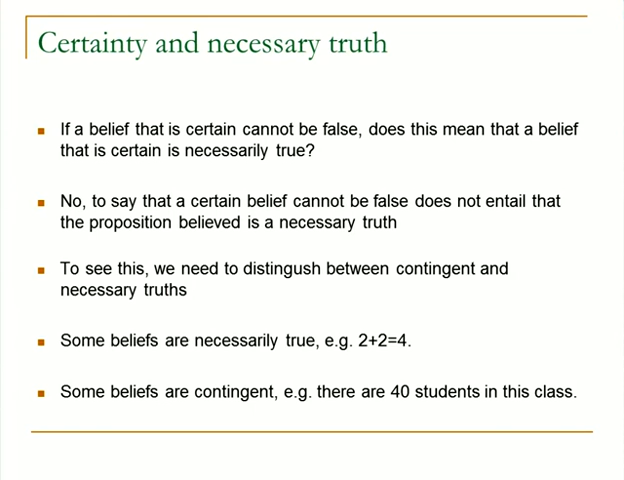 Certainty and necessary truth
If a belief that is certain cannot be false, does this mean that a belief
that is certain is necessarily true?
No, to say that a certain belief cannot be false does not entail that
the proposition believed is a necessary truth
To see this, we need to distingush between contingent and
necessary truths
Some beliefs are necessarily true, e.g. 2+2=4.
Some beliefs are contingent, e.g. there are 40 students in this class.